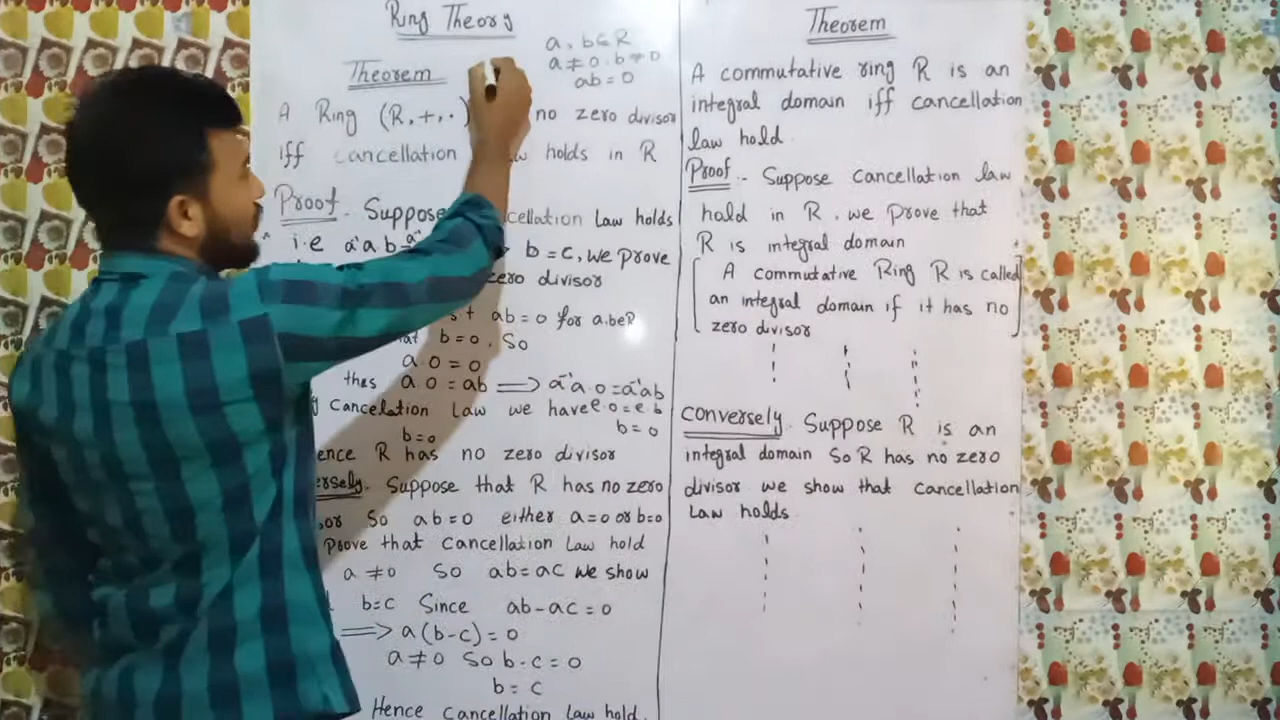 Ring Theory
a, b∈R
a≠0, b≠0
ab=0
Theorem
A Ring (R,+,·) no zero divisor
iff cancellation holds in R
Proof. Suppose Law holds
i.e b=c, we prove
zero divisor
ab=0 for a,b∈R
b=0. So
a.0=0
thus a.0=ab ⟹ a⁻¹a.0=a⁻¹ab
Cancelation Law we have e.0=e.b
b=0
b=0
R has no zero divisor
Suppose that R has no zero
So ab=0 either a=0 or b=0
Prove that Cancellation Law hold
a≠0 So ab=ac we show
b=c Since ab-ac=0
⟹ a(b-c)=0
a≠0 So b-c=0
b=c
Hence Cancellation Law hold.
Theorem
A commutative ring R is an
integral domain iff cancellation
law hold.
Proof.- Suppose Cancellation law
hold in R, we prove that
R is integral domain
[A commutative Ring R is called
an integral domain if it has no
zero divisor]
Conversely. Suppose R is an
integral domain So R has no zero
divisor we show that cancellation
Law holds.